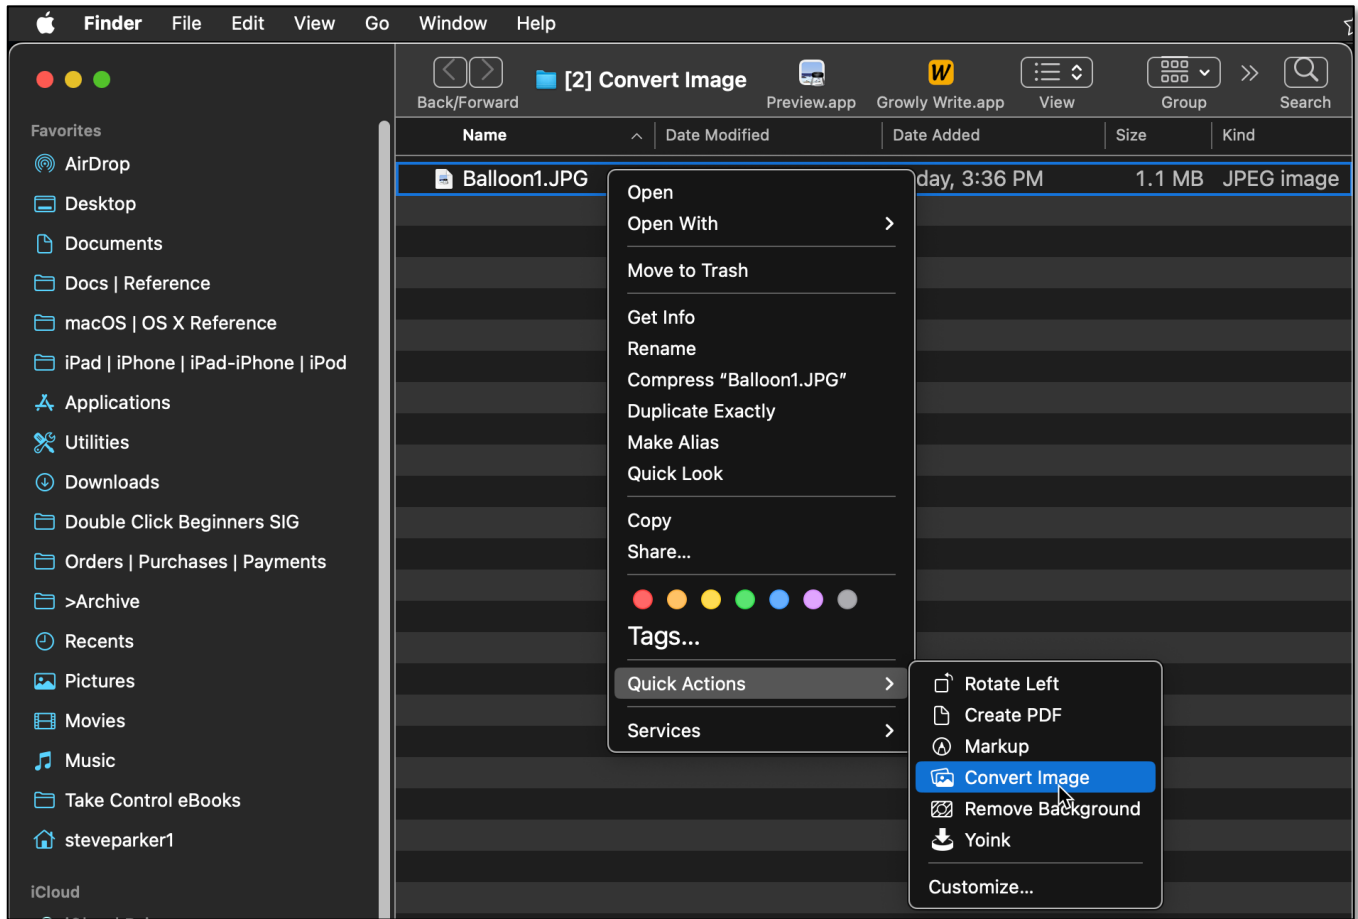 Finder File Edit View Go Window Help
[2] Convert Image
Back/Forward Preview.app Growly Write.app View Group Search
Favorites
AirDrop
Desktop
Documents
Docs | Reference
macOS | OS X Reference
iPad | iPhone | iPad-iPhone | iPod
Applications
Utilities
Downloads
Double Click Beginners SIG
Orders | Purchases | Payments
>Archive
Recents
Pictures
Movies
Music
Take Control eBooks
steveparker1
iCloud
Name Date Modified Date Added Size Kind
Balloon1.JPG day, 3:36 PM 1.1 MB JPEG image
Open
Open With
Move to Trash
Get Info
Rename
Compress “Balloon1.JPG”
Duplicate Exactly
Make Alias
Quick Look
Copy
Share...
Tags...
Quick Actions
Services
Rotate Left
Create PDF
Markup
Convert Image
Remove Background
Yoink
Customize...